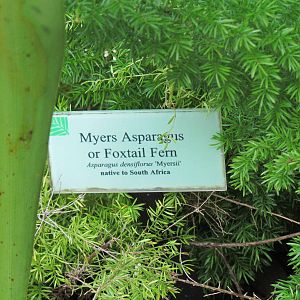 Myers Asparagus
or Foxtail Fern
Asparagus densiflorus 'Myersii'
native to South Africa